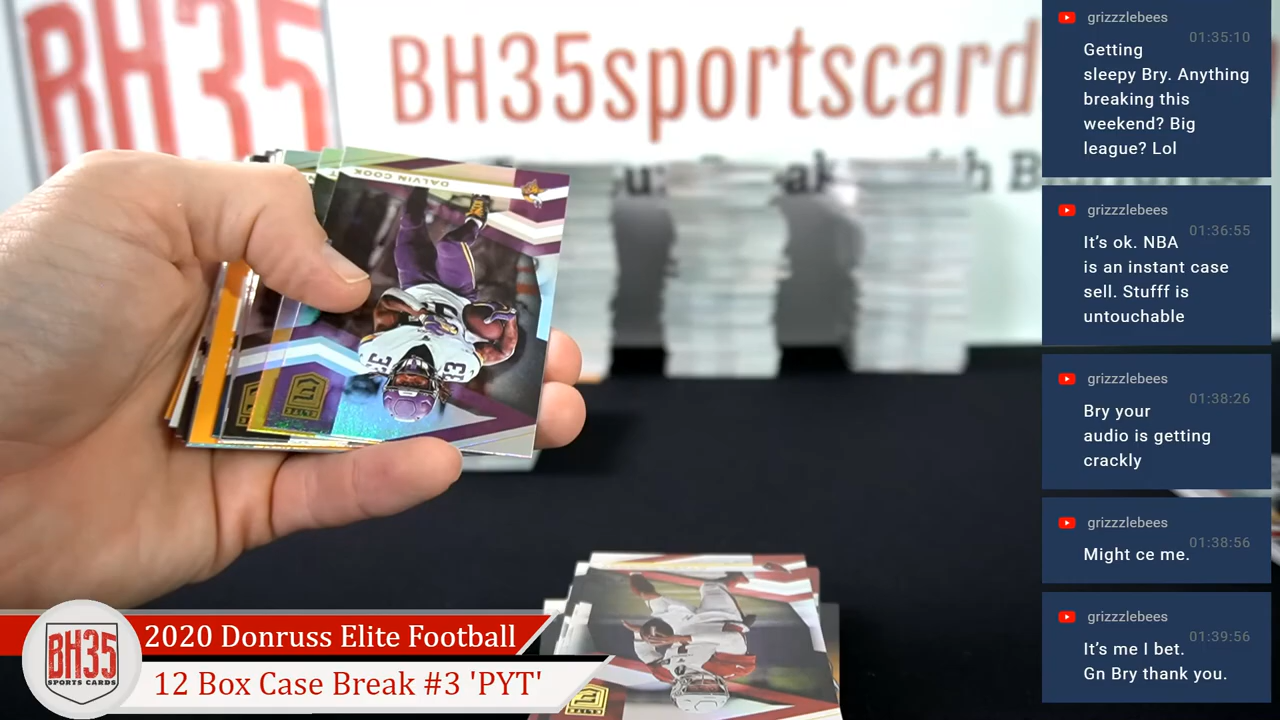 BH35
BH35sportscard
DALVIN COOK
33
ELITE
ELITE
2020 Donruss Elite Football
12 Box Case Break #3 'PYT'
BH35
SPORTS CARDS
grizzzlebees
01:35:10
Getting
sleepy Bry. Anything
breaking this
weekend? Big
league? Lol
grizzzlebees
01:36:55
It's ok. NBA
is an instant case
sell. Stufff is
untouchable
grizzzlebees
01:38:26
Bry your
audio is getting
crackly
grizzzlebees
01:38:56
Might ce me.
grizzzlebees
01:39:56
It's me I bet.
Gn Bry thank you.